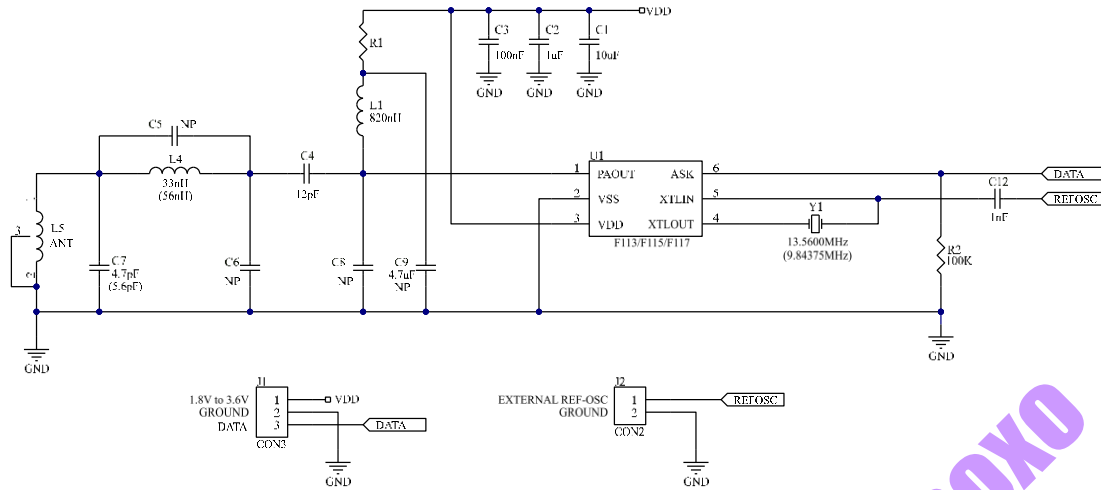 VDD
R1
C3
100nF
C2
1uF
C1
10uF
GND
GND
GND
L1
820nH
C5
NP
L4
33nH
(56nH)
C4
12pF
U1
1
PAOUT
ASK
6
2
VSS
XTLIN
5
3
VDD
XTLOUT
4
F113/F115/F117
DATA
C12
1nF
REFOSC
Y1
13.5600MHz
(9.84375MHz)
R2
100K
3
L5
ANT
2
C7
4.7pF
(5.6pF)
C6
NP
C8
NP
C9
4.7uF
NP
GND
GND
J1
1.8V to 3.6V
1
VDD
GROUND
2
DATA
3
DATA
CON3
GND
J2
EXTERNAL REF-OSC
1
REFOSC
GROUND
2
CON2
GND